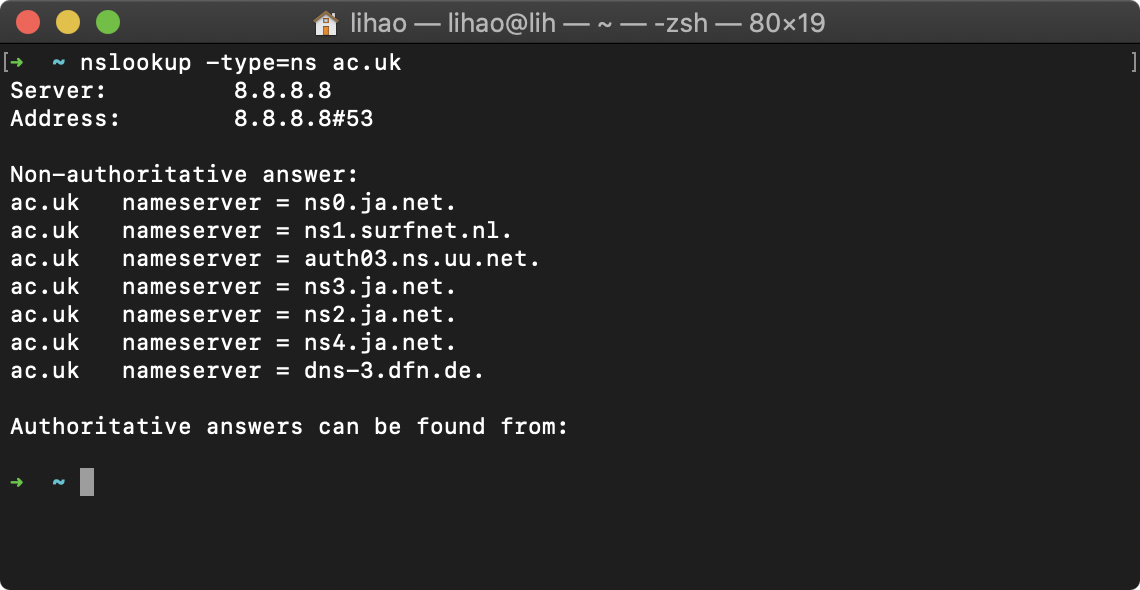 lihao — lihao@lih — ~ — -zsh — 80×19
[➜  ~ nslookup -type=ns ac.uk ]
Server:         8.8.8.8
Address:        8.8.8.8#53
Non-authoritative answer:
ac.uk   nameserver = ns0.ja.net.
ac.uk   nameserver = ns1.surfnet.nl.
ac.uk   nameserver = auth03.ns.uu.net.
ac.uk   nameserver = ns3.ja.net.
ac.uk   nameserver = ns2.ja.net.
ac.uk   nameserver = ns4.ja.net.
ac.uk   nameserver = dns-3.dfn.de.
Authoritative answers can be found from:
➜  ~